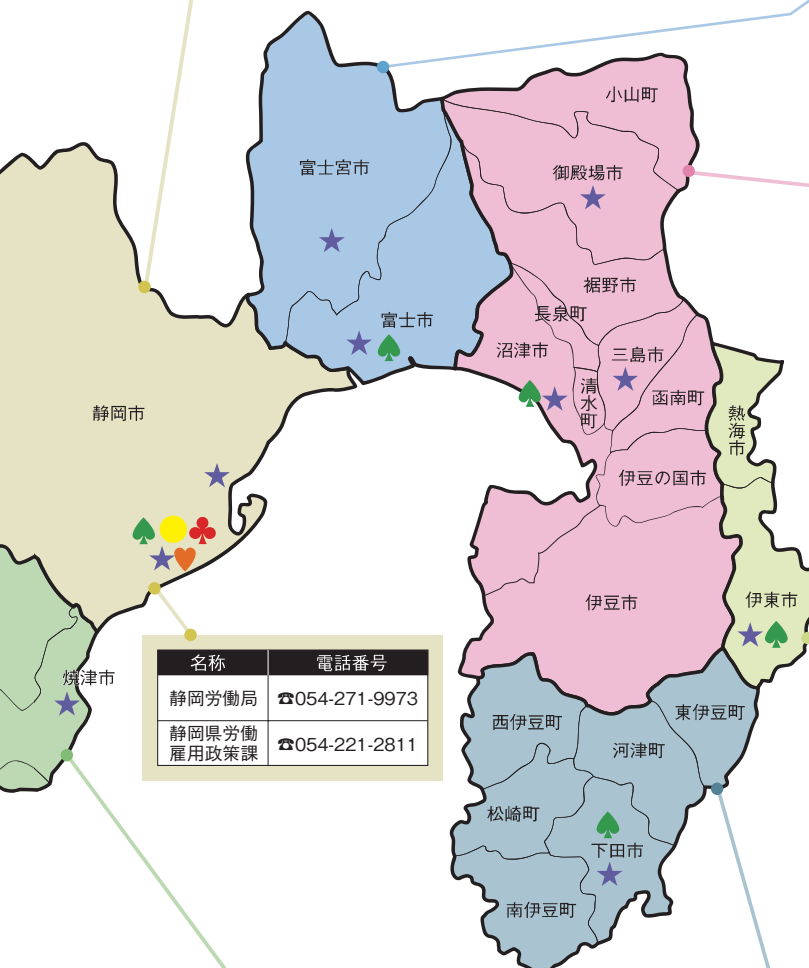 小山町
富士宮市
御殿場市
裾野市
長泉町
富士市
沼津市
三島市
清水町
函南町
静岡市
熱海市
伊豆の国市
伊豆市
伊東市
焼津市
名称 電話番号
静岡労働局 ☎054-271-9973
静岡県労働
雇用政策課 ☎054-221-2811
西伊豆町
東伊豆町
河津町
松崎町
下田市
南伊豆町